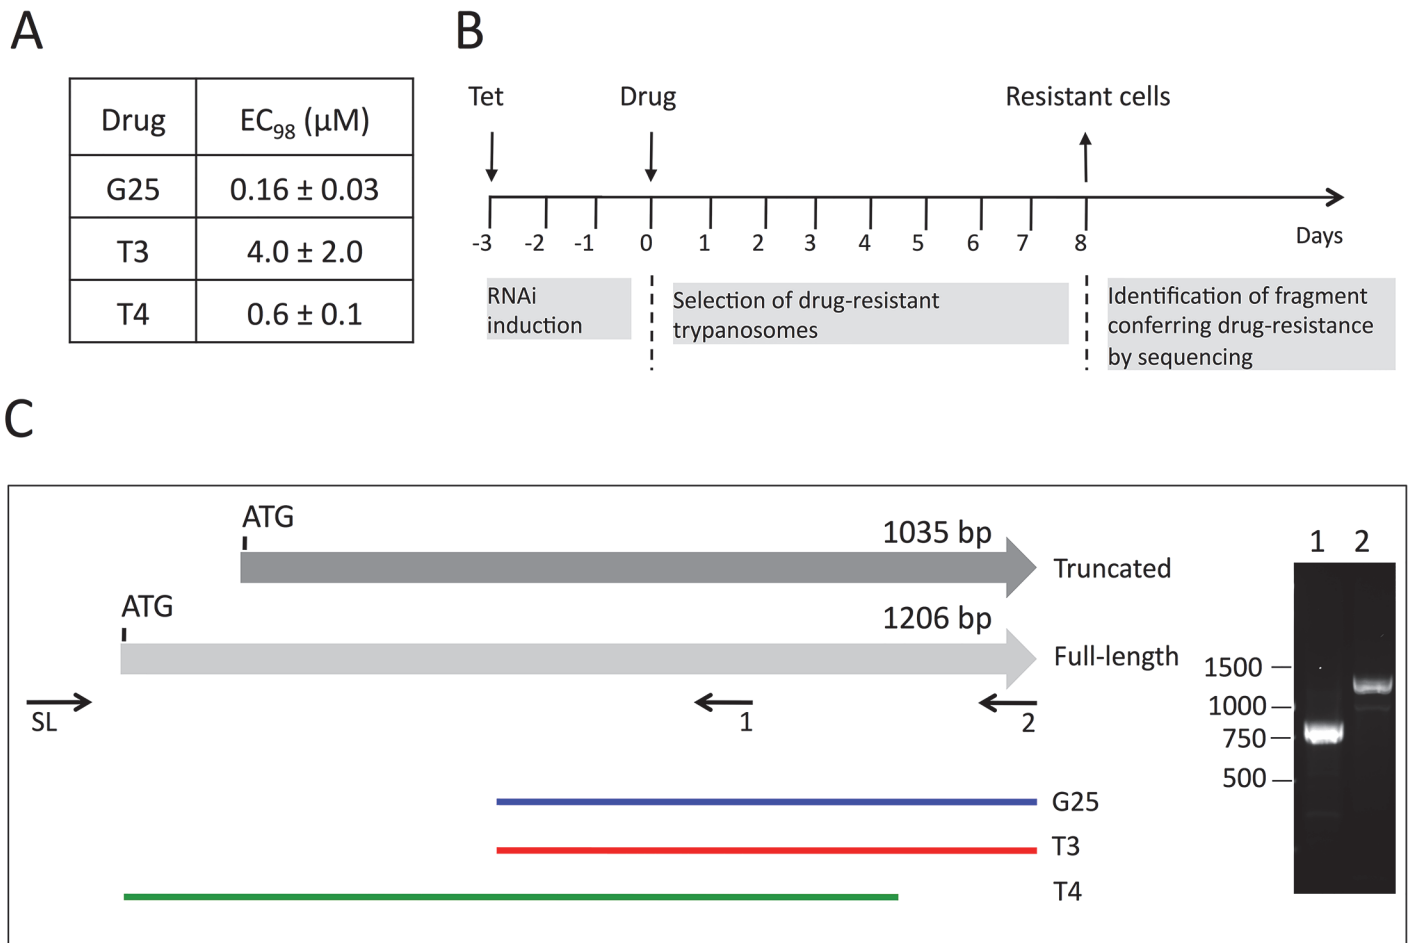 A
Drug EC98 (µM)
G25 0.16 ± 0.03
T3 4.0 ± 2.0
T4 0.6 ± 0.1
B
Tet Drug Resistant cells
-3 -2 -1 0 1 2 3 4 5 6 7 8 Days
RNAi
induction
Selection of drug-resistant
trypanosomes
Identification of fragment
conferring drug-resistance
by sequencing
C
ATG
1035 bp
Truncated
ATG
1206 bp
Full-length
SL 1 2
G25
T3
T4
1 2
1500
1000
750
500